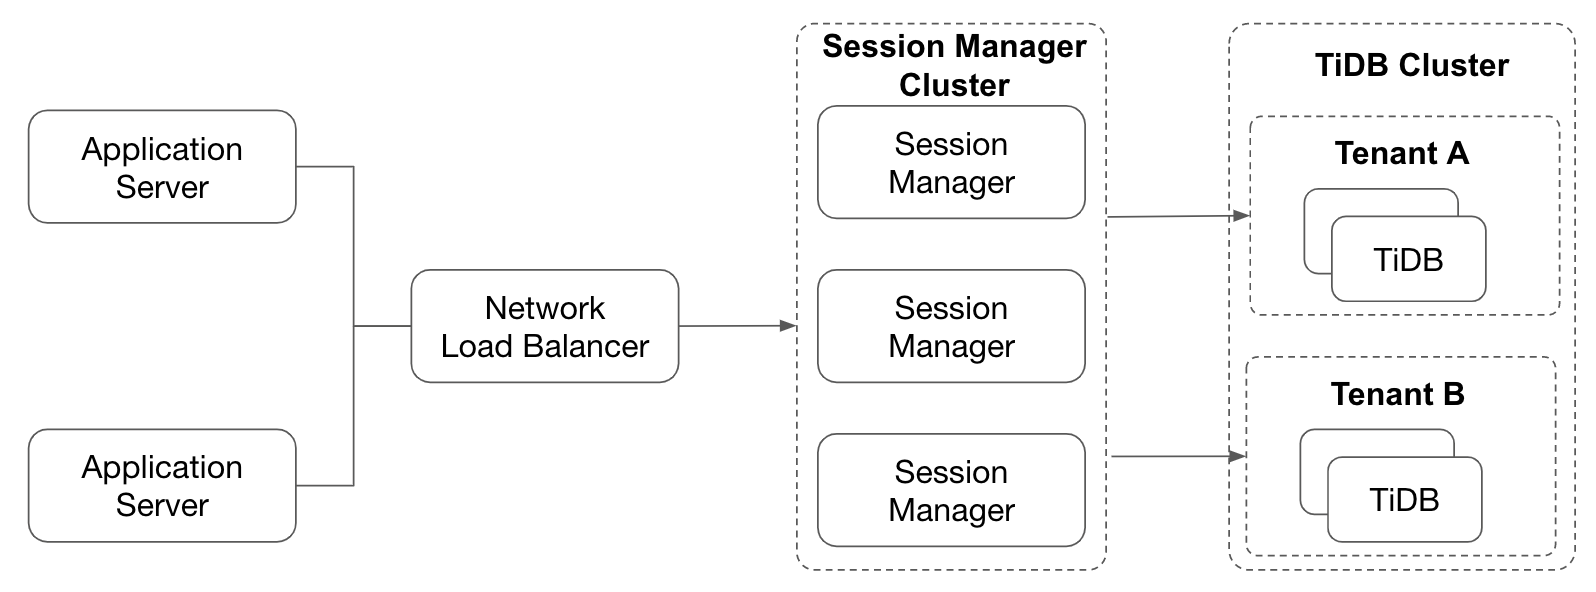 Application
Server
Application
Server
Network
Load Balancer
Session Manager
Cluster
Session
Manager
Session
Manager
Session
Manager
TiDB Cluster
Tenant A
TiDB
Tenant B
TiDB